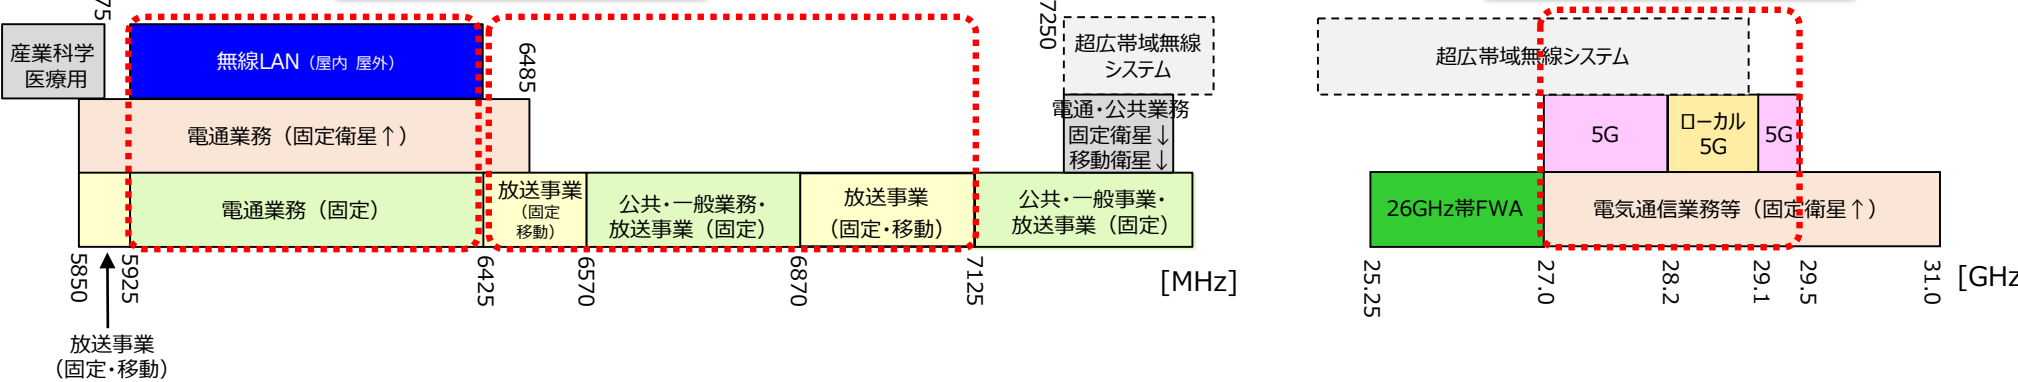 75
産業科学
医療用
無線LAN（屋内 屋外）
6485
電通業務（固定衛星↑）
7250
超広帯域無線
システム
電通・公共業務
固定衛星↓
移動衛星↓
電通業務（固定）
放送事業
（固定
移動）
公共・一般業務・
放送事業（固定）
放送事業
（固定・移動）
公共・一般事業・
放送事業（固定）
5850
5925
6425
6570
6870
7125
[MHz]
放送事業
（固定・移動）
超広帯域無線システム
5G
ローカル
5G
5G
26GHz帯FWA
電気通信業務等（固定衛星↑）
25.25
27.0
28.2
29.1
29.5
31.0
[GHz